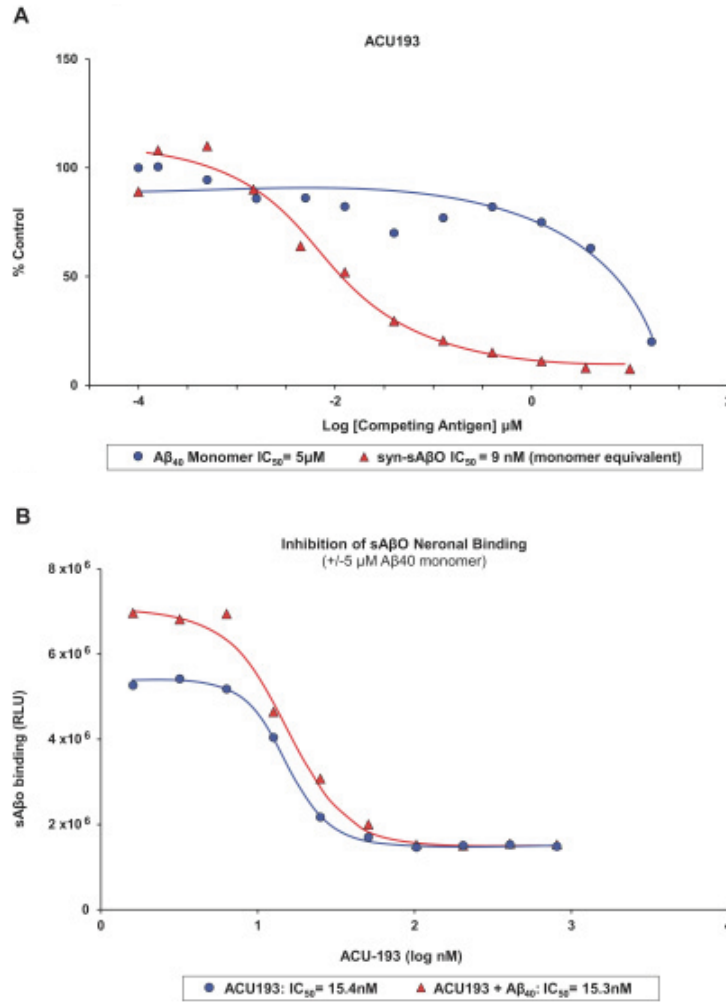 A
ACU193
150
100
50
0
% Control
-4
-2
0
2
Log [Competing Antigen] μM
Aβ₄₀ Monomer IC₅₀= 5μM syn-sAβO IC₅₀ = 9 nM (monomer equivalent)
B
Inhibition of sAβO Neronal Binding
(+/-5 μM Aβ40 monomer)
8 x10⁶
6 x10⁶
4 x10⁶
2 x10⁶
0
sAβo binding (RLU)
0
1
2
3
4
ACU-193 (log nM)
ACU193: IC₅₀= 15.4nM ACU193 + Aβ₄₀: IC₅₀= 15.3nM